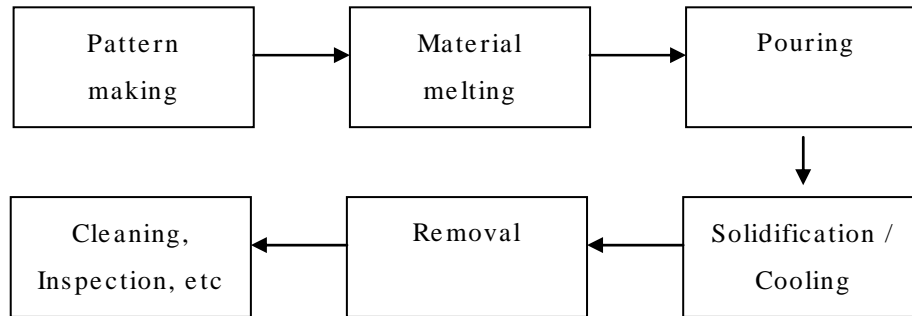 Pattern
making
Material
melting
Pouring
Solidification /
Cooling
Removal
Cleaning,
Inspection, etc